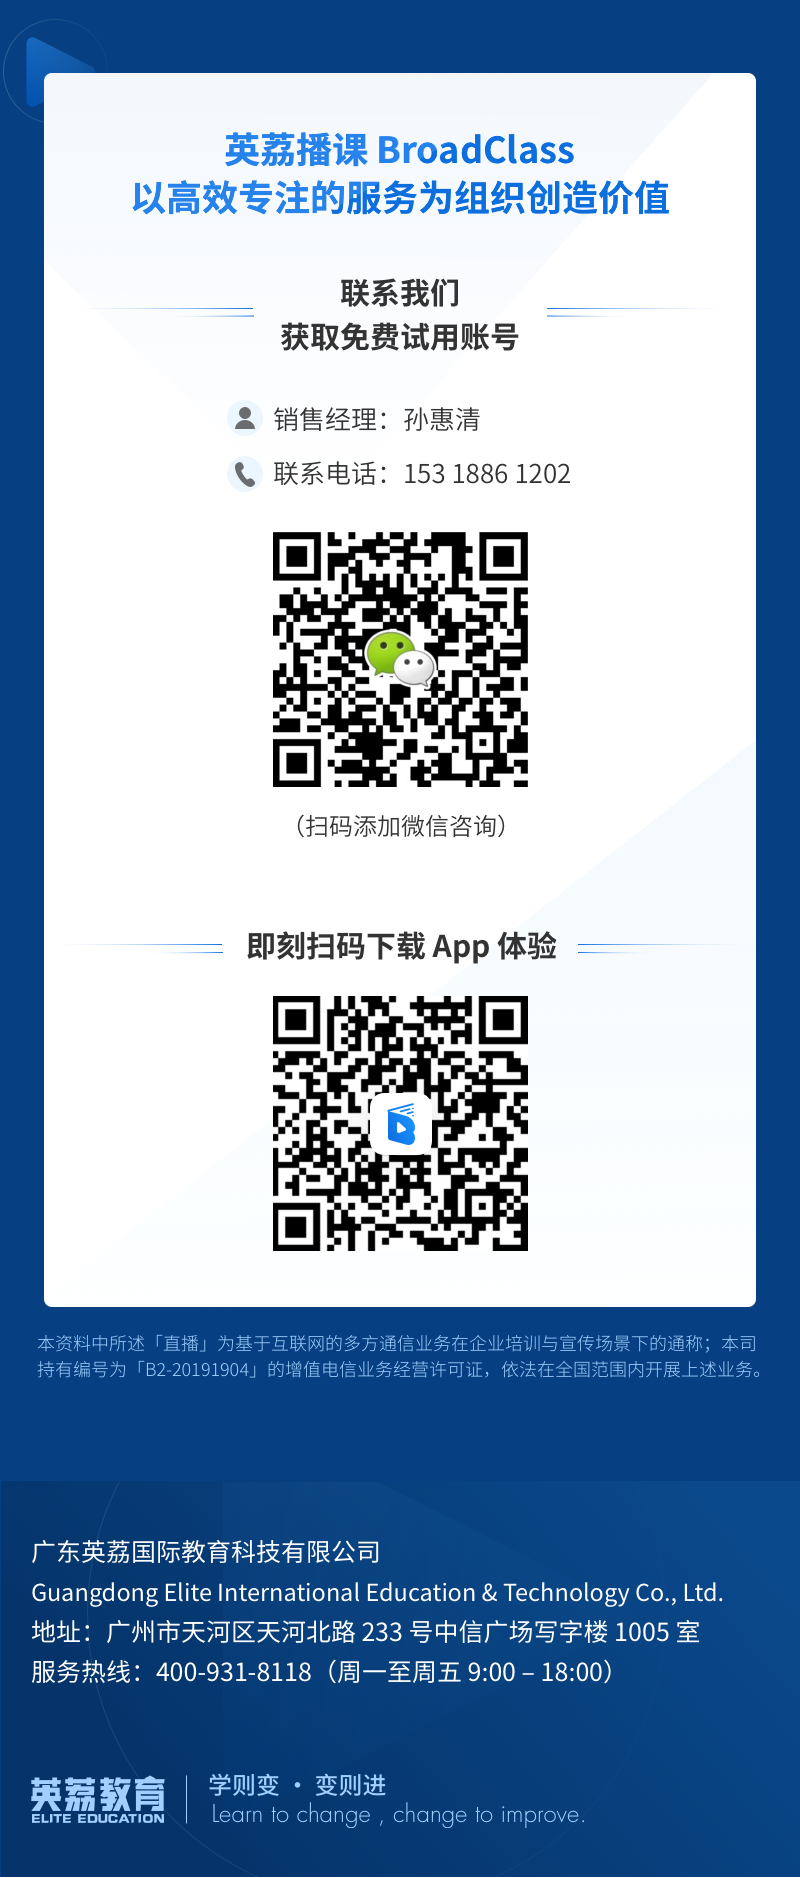 英荔播课 BroadClass
以高效专注的服务为组织创造价值
联系我们
获取免费试用账号
销售经理：孙惠清
联系电话：153 1886 1202
（扫码添加微信咨询）
即刻扫码下载 App 体验
本资料中所述「直播」为基于互联网的多方通信业务在企业培训与宣传场景下的通称；本司
持有编号为「B2-20191904」的增值电信业务经营许可证，依法在全国范围内开展上述业务。
广东英荔国际教育科技有限公司
Guangdong Elite International Education & Technology Co., Ltd.
地址：广州市天河区天河北路 233 号中信广场写字楼 1005 室
服务热线：400-931-8118（周一至周五 9:00 – 18:00）
英荔教育
ELITE EDUCATION
学则变 · 变则进
Learn to change , change to improve.